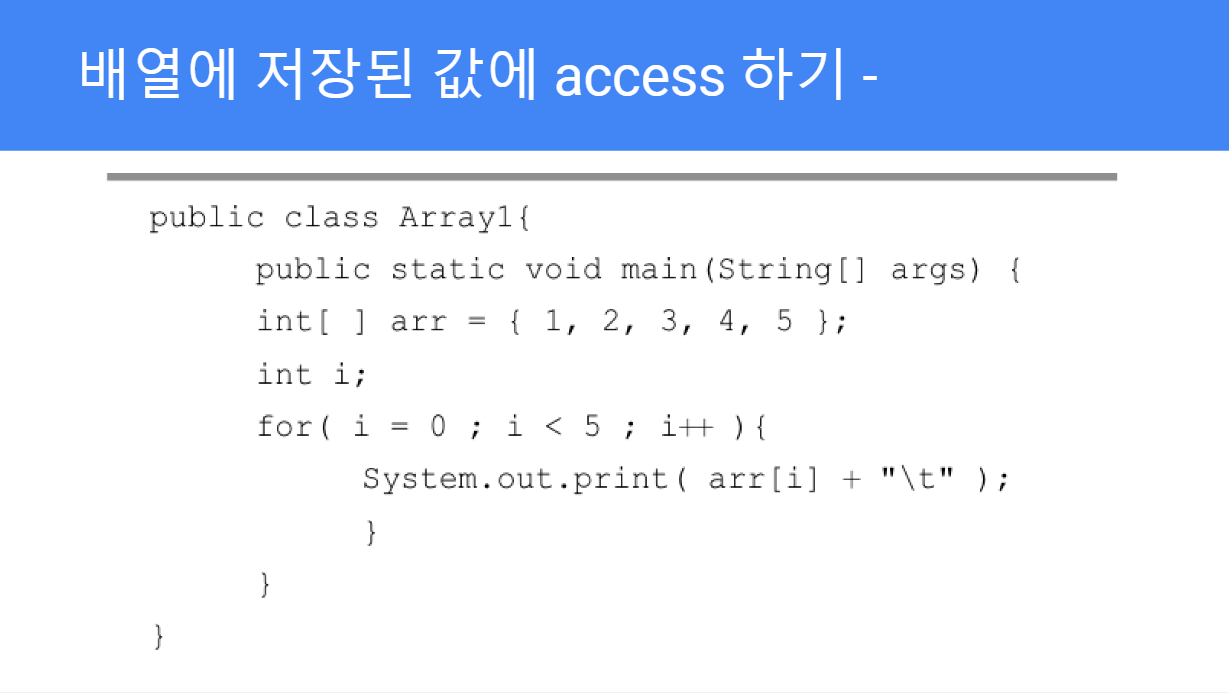 배열에 저장된 값에 access 하기 -
public class Array1{
public static void main(String[] args) {
int[ ] arr = { 1, 2, 3, 4, 5 };
int i;
for( i = 0 ; i < 5 ; i++ ){
System.out.print( arr[i] + "\t" );
}
}
}